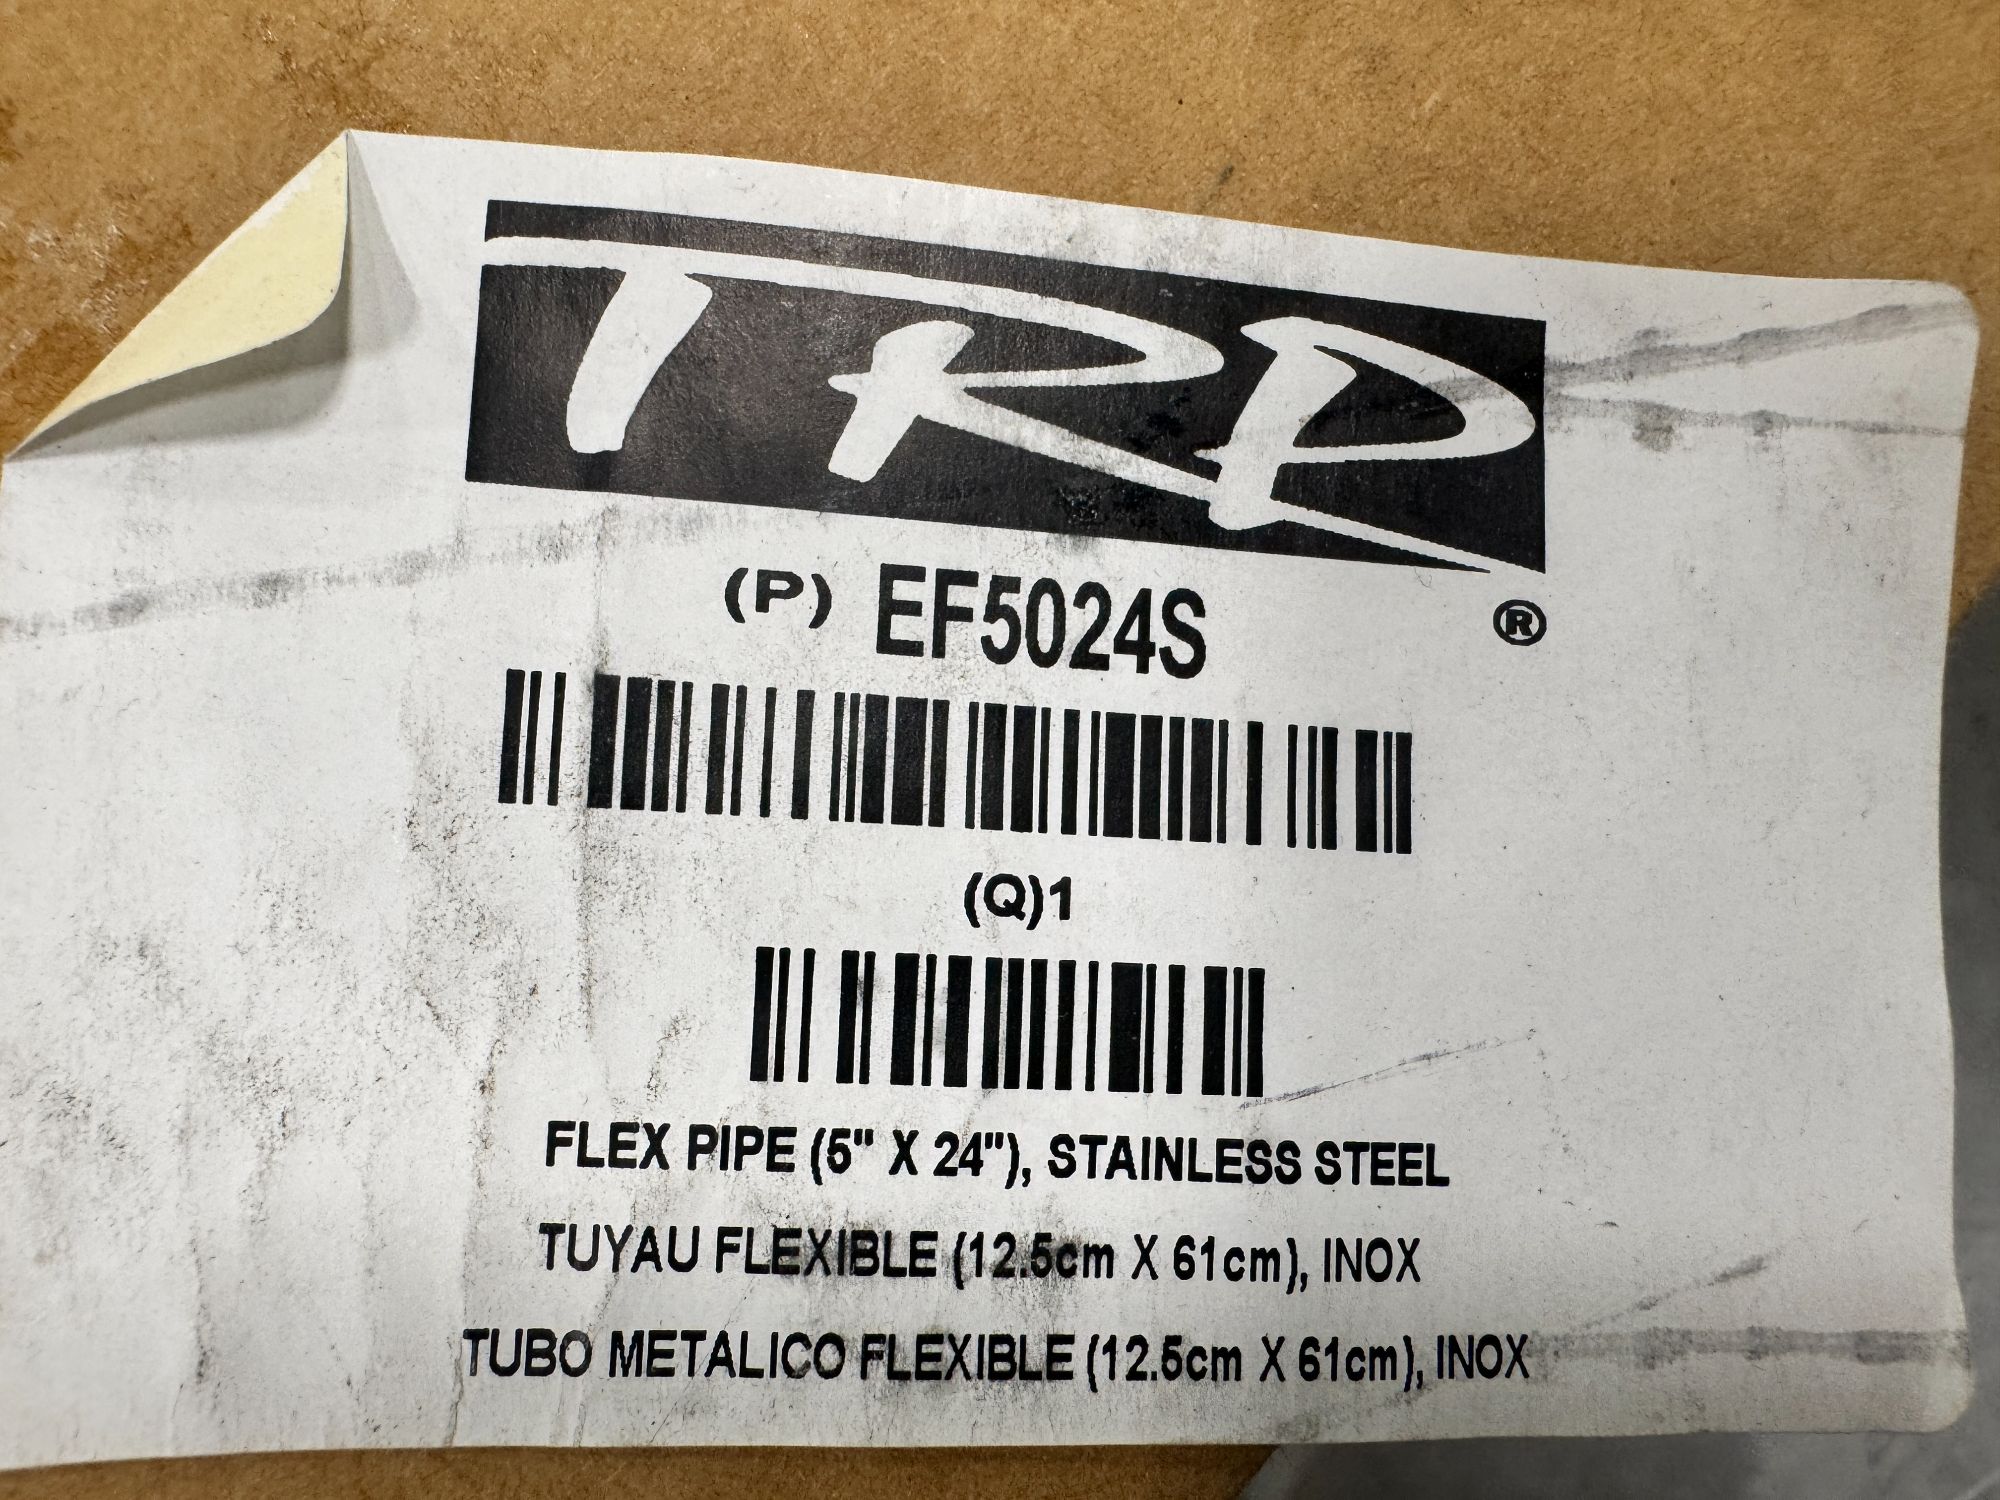 TRP
(P) EF5024S
®
(Q)1
FLEX PIPE (5" X 24"), STAINLESS STEEL
TUYAU FLEXIBLE (12.5cm X 61cm), INOX
TUBO METALICO FLEXIBLE (12.5cm X 61cm), INOX